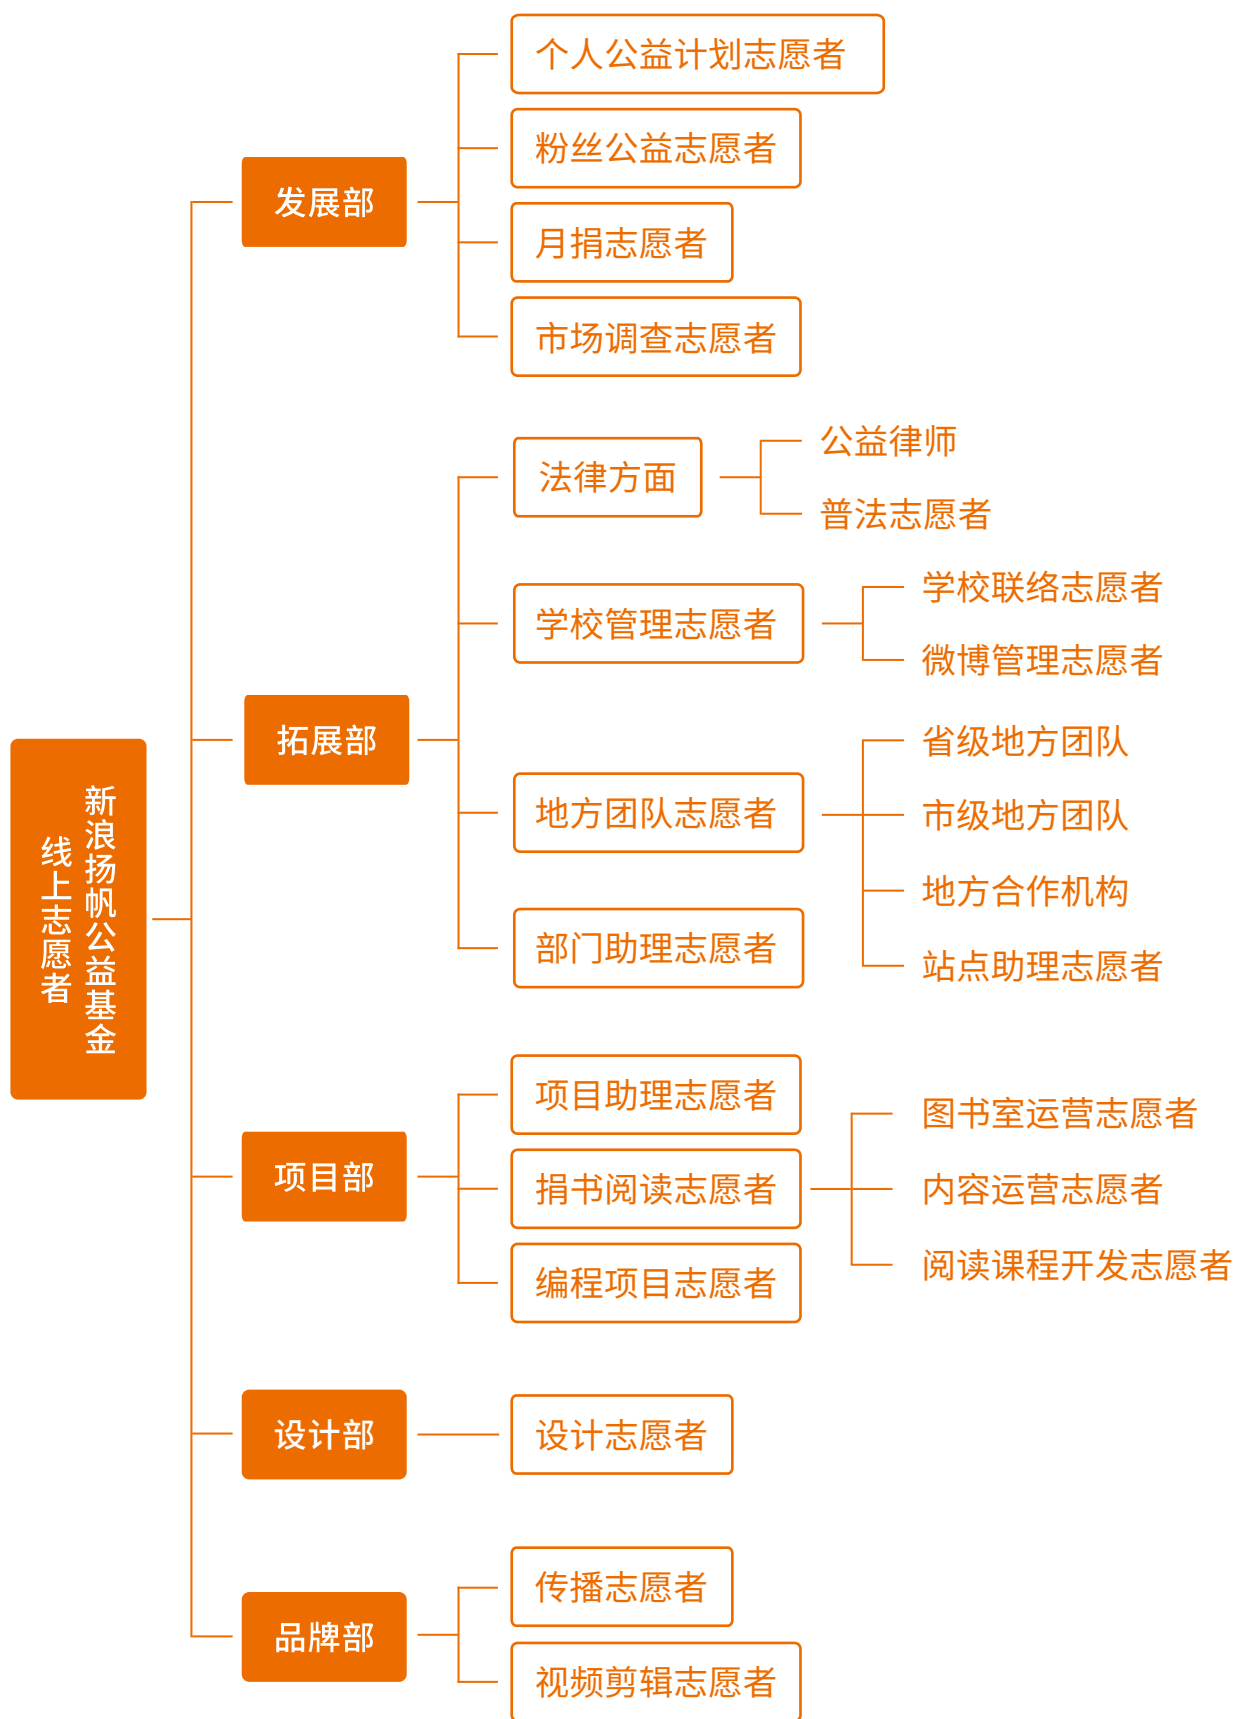 新浪扬帆公益基金
线上志愿者
发展部
个人公益计划志愿者
粉丝公益志愿者
月捐志愿者
市场调查志愿者
拓展部
法律方面
公益律师
普法志愿者
学校管理志愿者
学校联络志愿者
微博管理志愿者
地方团队志愿者
省级地方团队
市级地方团队
地方合作机构
站点助理志愿者
部门助理志愿者
项目部
项目助理志愿者
捐书阅读志愿者
图书室运营志愿者
内容运营志愿者
阅读课程开发志愿者
编程项目志愿者
设计部
设计志愿者
品牌部
传播志愿者
视频剪辑志愿者